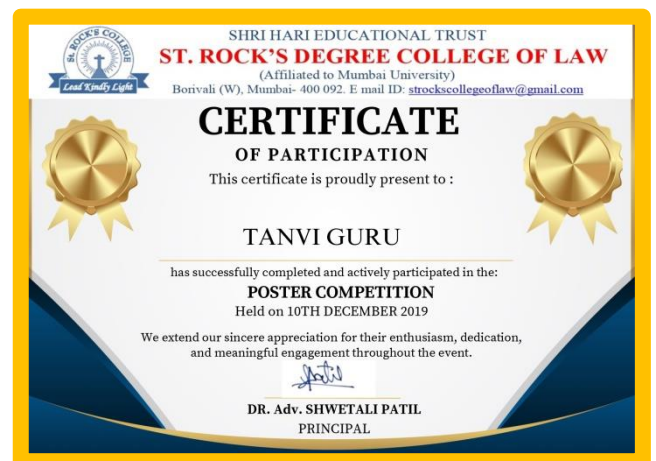 SHRI HARI EDUCATIONAL TRUST
ST. ROCK'S COLLEGE
Lead Kindly Light
ST. ROCK'S DEGREE COLLEGE OF LAW
(Affiliated to Mumbai University)
Borivali (W), Mumbai- 400 092. E mail ID: strockscollegeoflaw@gmail.com
CERTIFICATE
OF PARTICIPATION
This certificate is proudly present to :
TANVI GURU
has successfully completed and actively participated in the:
POSTER COMPETITION
Held on 10TH DECEMBER 2019
We extend our sincere appreciation for their enthusiasm, dedication,
and meaningful engagement throughout the event.
Patil
DR. Adv. SHWETALI PATIL
PRINCIPAL